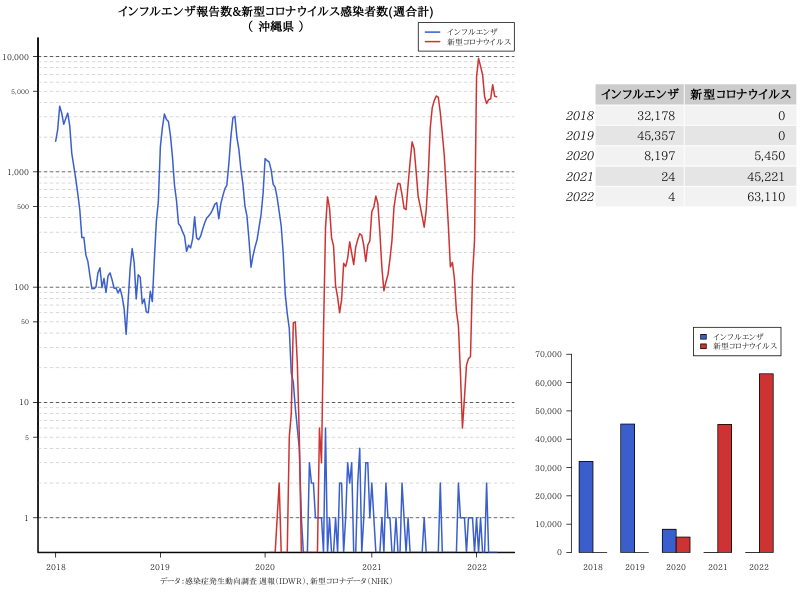 インフルエンザ報告数&新型コロナウイルス感染者数(週合計)
( 沖縄県 )
インフルエンザ
新型コロナウイルス
10,000
5,000
1,000
500
100
50
10
5
1
2018 2019 2020 2021 2022
データ:感染症発生動向調査 週報(IDWR)、新型コロナデータ(NHK)
インフルエンザ 新型コロナウイルス
2018 32,178 0
2019 45,357 0
2020 8,197 5,450
2021 24 45,221
2022 4 63,110
インフルエンザ
新型コロナウイルス
70,000
60,000
50,000
40,000
30,000
20,000
10,000
0
2018 2019 2020 2021 2022